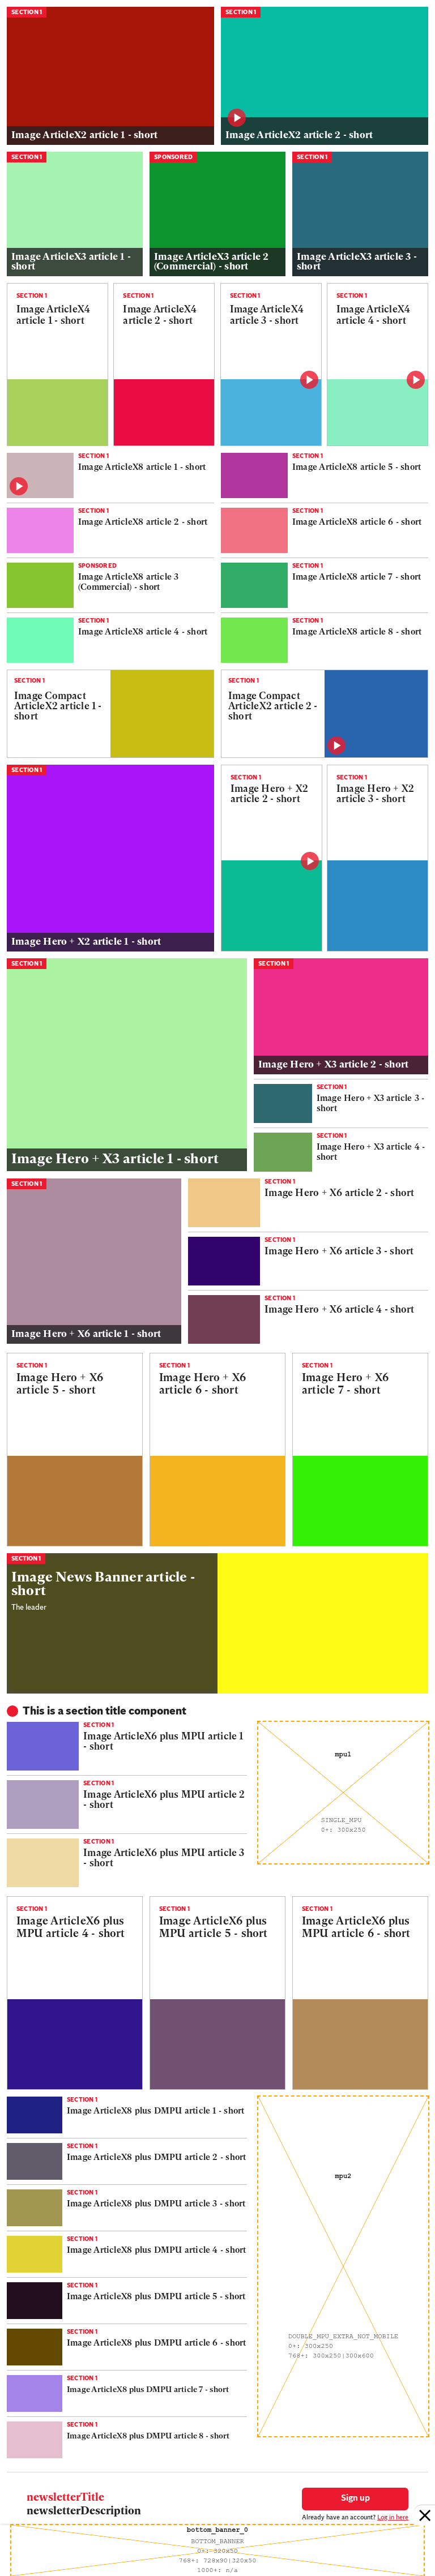 SECTION 1
Image ArticleX2 article 1 - short
SECTION 1
Image ArticleX2 article 2 - short
SECTION 1
Image ArticleX3 article 1 -
short
SPONSORED
Image ArticleX3 article 2
(Commercial) - short
SECTION 1
Image ArticleX3 article 3 -
short
SECTION 1
Image ArticleX4
article 1 - short
SECTION 1
Image ArticleX4
article 2 - short
SECTION 1
Image ArticleX4
article 3 - short
SECTION 1
Image ArticleX4
article 4 - short
SECTION 1
Image ArticleX8 article 1 - short
SECTION 1
Image ArticleX8 article 2 - short
SPONSORED
Image ArticleX8 article 3
(Commercial) - short
SECTION 1
Image ArticleX8 article 4 - short
SECTION 1
Image ArticleX8 article 5 - short
SECTION 1
Image ArticleX8 article 6 - short
SECTION 1
Image ArticleX8 article 7 - short
SECTION 1
Image ArticleX8 article 8 - short
SECTION 1
Image Compact
ArticleX2 article 1 -
short
SECTION 1
Image Compact
ArticleX2 article 2 -
short
SECTION 1
Image Hero + X2 article 1 - short
SECTION 1
Image Hero + X2
article 2 - short
SECTION 1
Image Hero + X2
article 3 - short
SECTION 1
Image Hero + X3 article 1 - short
SECTION 1
Image Hero + X3 article 2 - short
SECTION 1
Image Hero + X3 article 3 -
short
SECTION 1
Image Hero + X3 article 4 -
short
SECTION 1
Image Hero + X6 article 1 - short
SECTION 1
Image Hero + X6 article 2 - short
SECTION 1
Image Hero + X6 article 3 - short
SECTION 1
Image Hero + X6 article 4 - short
SECTION 1
Image Hero + X6
article 5 - short
SECTION 1
Image Hero + X6
article 6 - short
SECTION 1
Image Hero + X6
article 7 - short
SECTION 1
Image News Banner article -
short
The leader
This is a section title component
SECTION 1
Image ArticleX6 plus MPU article 1
- short
SECTION 1
Image ArticleX6 plus MPU article 2
- short
SECTION 1
Image ArticleX6 plus MPU article 3
- short
mpu1
SINGLE_MPU
0+: 300x250
SECTION 1
Image ArticleX6 plus
MPU article 4 - short
SECTION 1
Image ArticleX6 plus
MPU article 5 - short
SECTION 1
Image ArticleX6 plus
MPU article 6 - short
SECTION 1
Image ArticleX8 plus DMPU article 1 - short
SECTION 1
Image ArticleX8 plus DMPU article 2 - short
SECTION 1
Image ArticleX8 plus DMPU article 3 - short
SECTION 1
Image ArticleX8 plus DMPU article 4 - short
SECTION 1
Image ArticleX8 plus DMPU article 5 - short
SECTION 1
Image ArticleX8 plus DMPU article 6 - short
SECTION 1
Image ArticleX8 plus DMPU article 7 - short
SECTION 1
Image ArticleX8 plus DMPU article 8 - short
mpu2
DOUBLE_MPU_EXTRA_NOT_MOBILE
0+: 300x250
768+: 300x250|300x600
newsletterTitle
newsletterDescription
Sign up
Already have an account? Log in here
bottom_banner_0
BOTTOM_BANNER
0+: 320x50
768+: 728x90|320x50
1000+: n/a